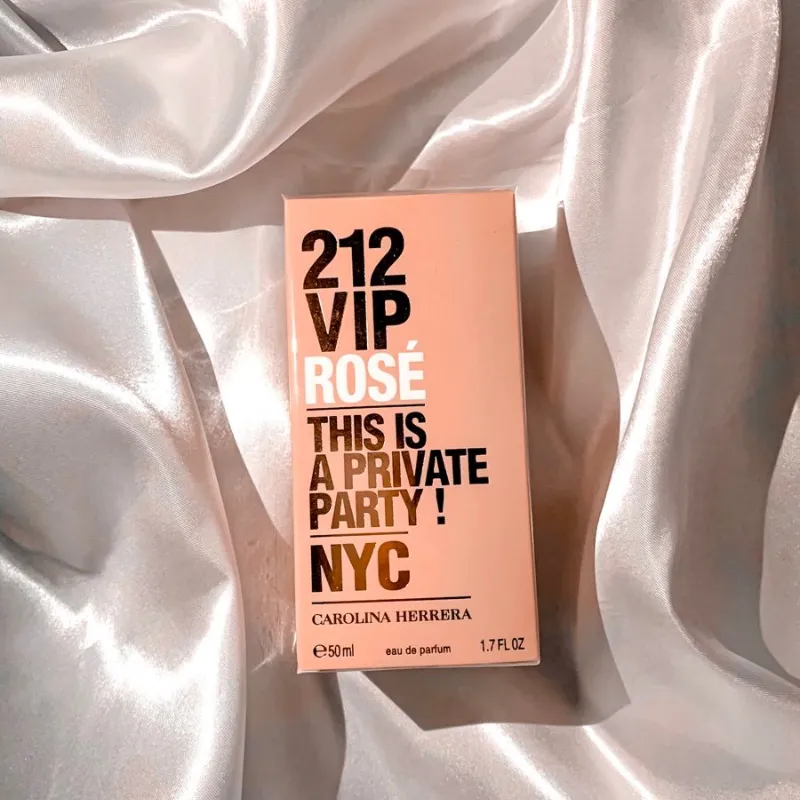 212
VIP
ROSÉ
THIS IS
A PRIVATE
PARTY !
NYC
CAROLINA HERRERA
℮50ml eau de parfum 1.7 FL OZ